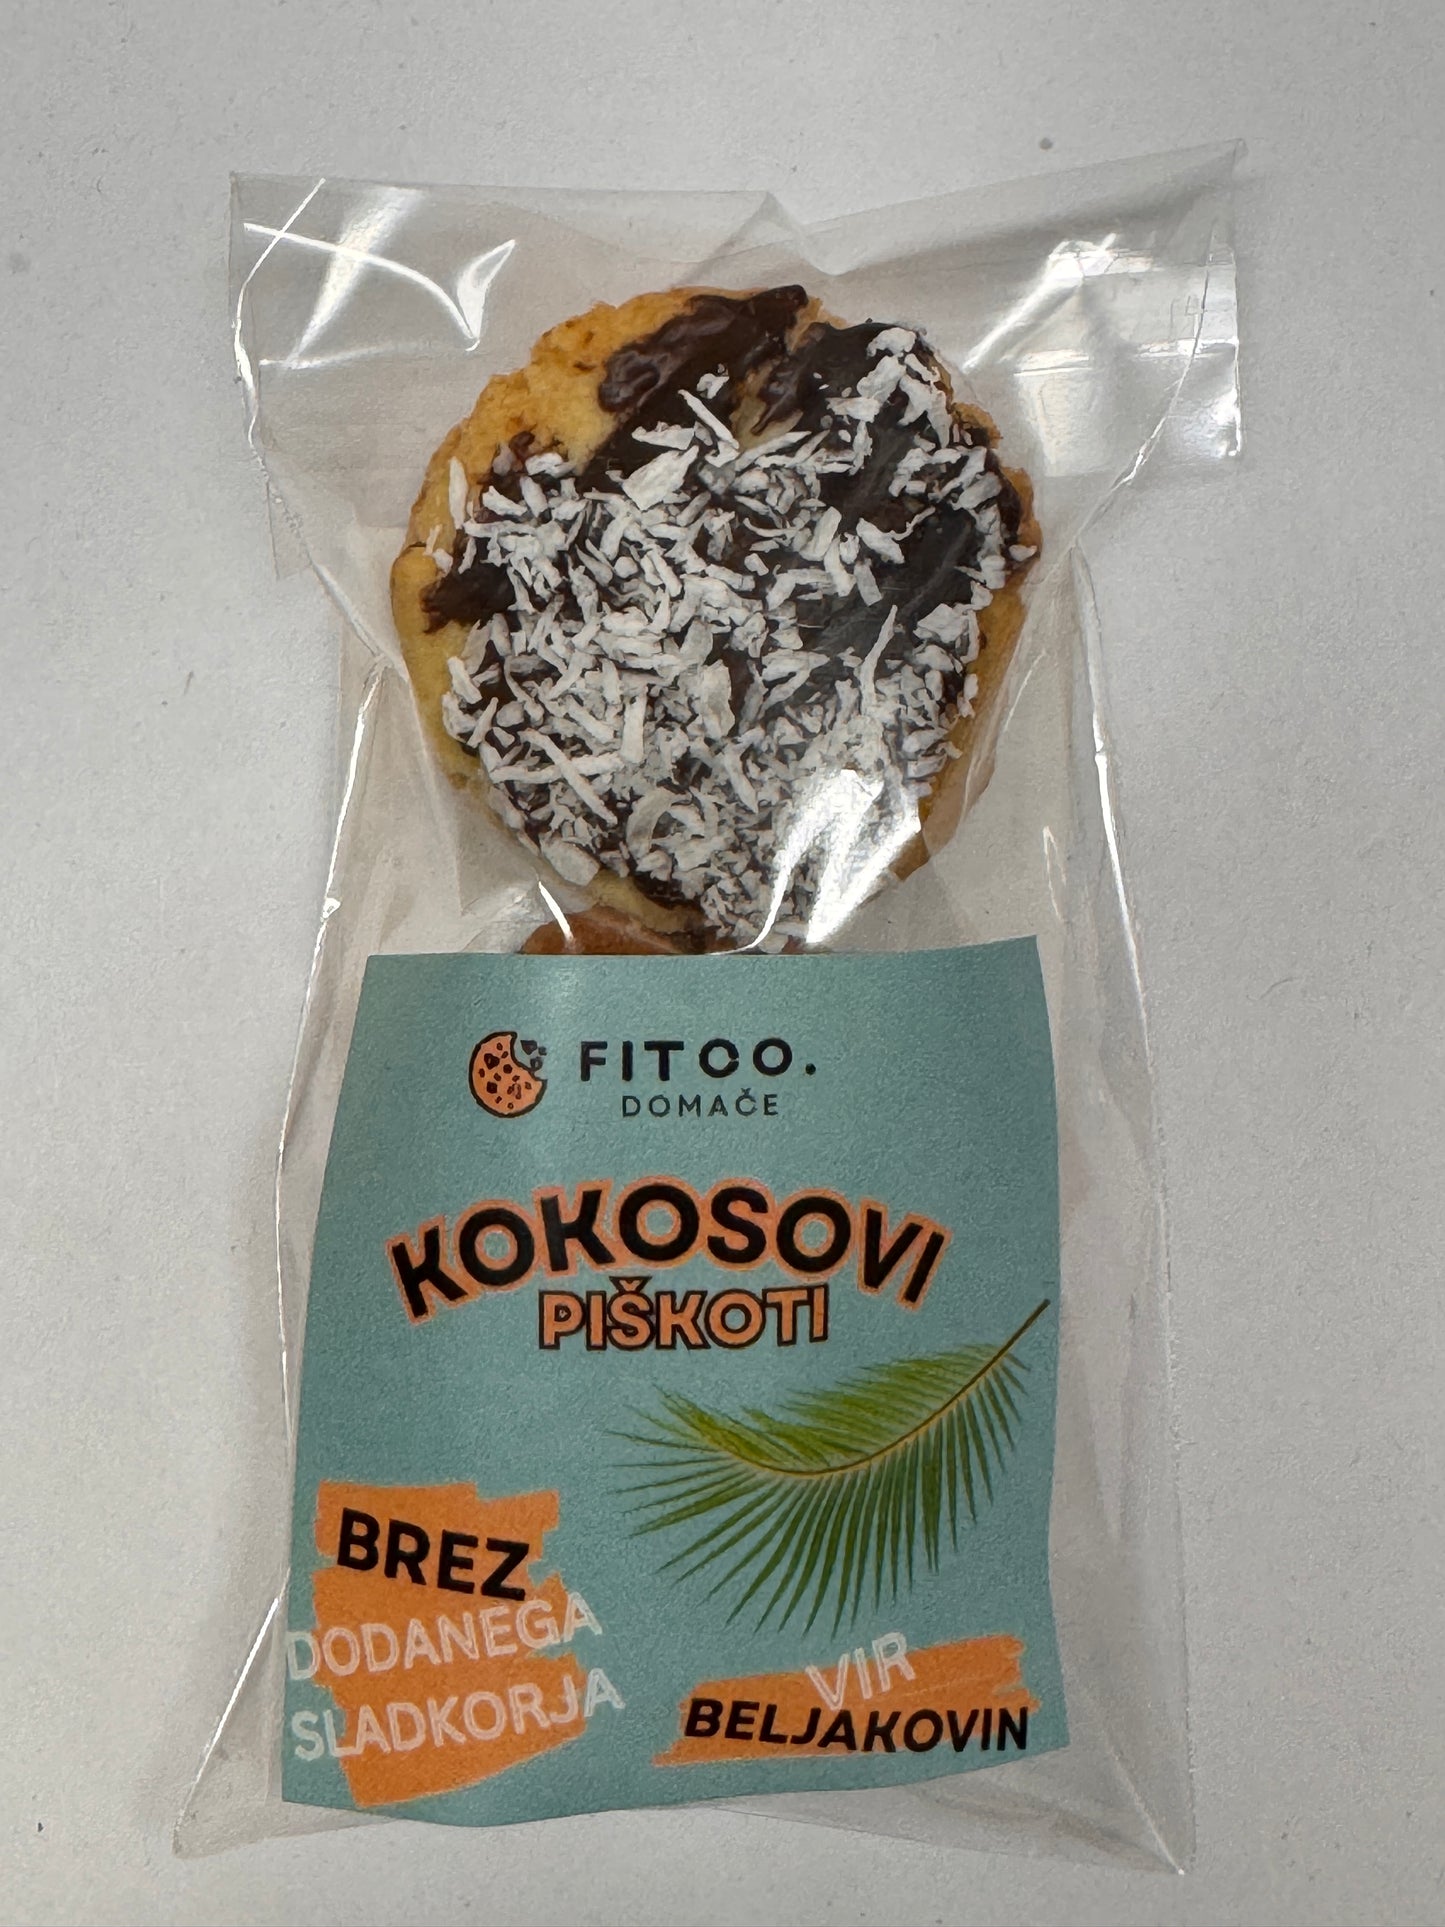 FITCO.
DOMAČE
KOKOSOVI
PIŠKOTI
BREZ
DODANEGA
SLADKORJA
VIR
BELJAKOVIN